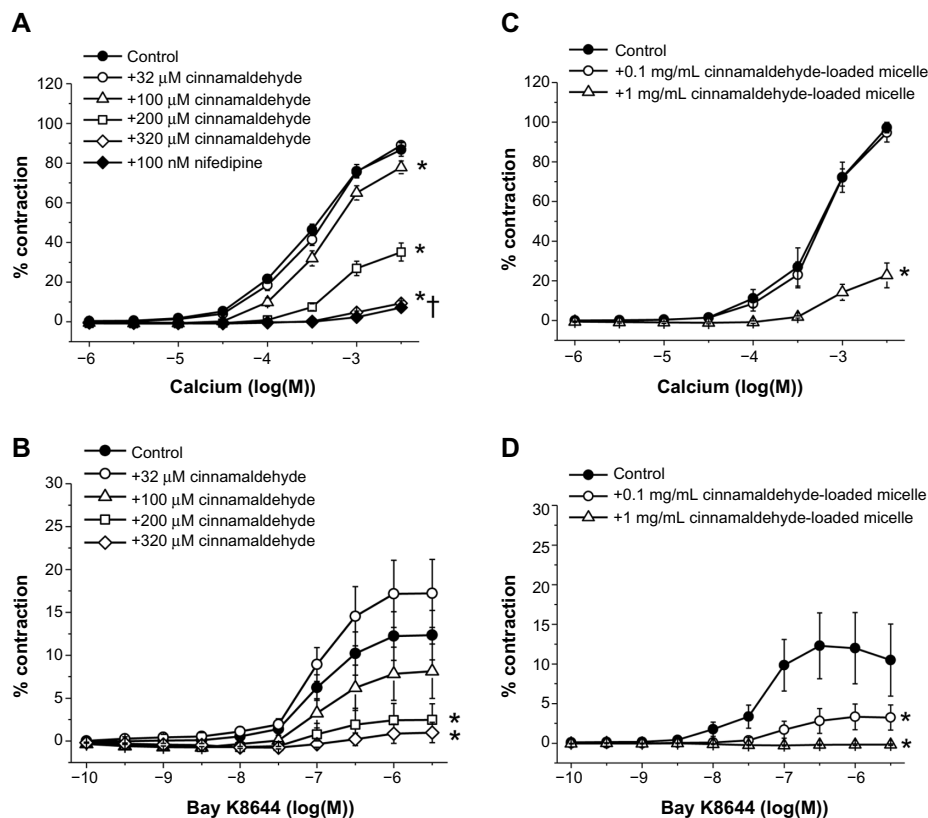 A
Control
+32 μM cinnamaldehyde
+100 μM cinnamaldehyde
+200 μM cinnamaldehyde
+320 μM cinnamaldehyde
+100 nM nifedipine
% contraction
100
80
60
40
20
0
*
*
*†
−6 −5 −4 −3
Calcium (log(M))
C
Control
+0.1 mg/mL cinnamaldehyde-loaded micelle
+1 mg/mL cinnamaldehyde-loaded micelle
% contraction
100
80
60
40
20
0
*
−6 −5 −4 −3
Calcium (log(M))
B
Control
+32 μM cinnamaldehyde
+100 μM cinnamaldehyde
+200 μM cinnamaldehyde
+320 μM cinnamaldehyde
% contraction
30
25
20
15
10
5
0
*
*
−10 −9 −8 −7 −6
Bay K8644 (log(M))
D
Control
+0.1 mg/mL cinnamaldehyde-loaded micelle
+1 mg/mL cinnamaldehyde-loaded micelle
% contraction
30
25
20
15
10
5
0
*
*
−10 −9 −8 −7 −6
Bay K8644 (log(M))